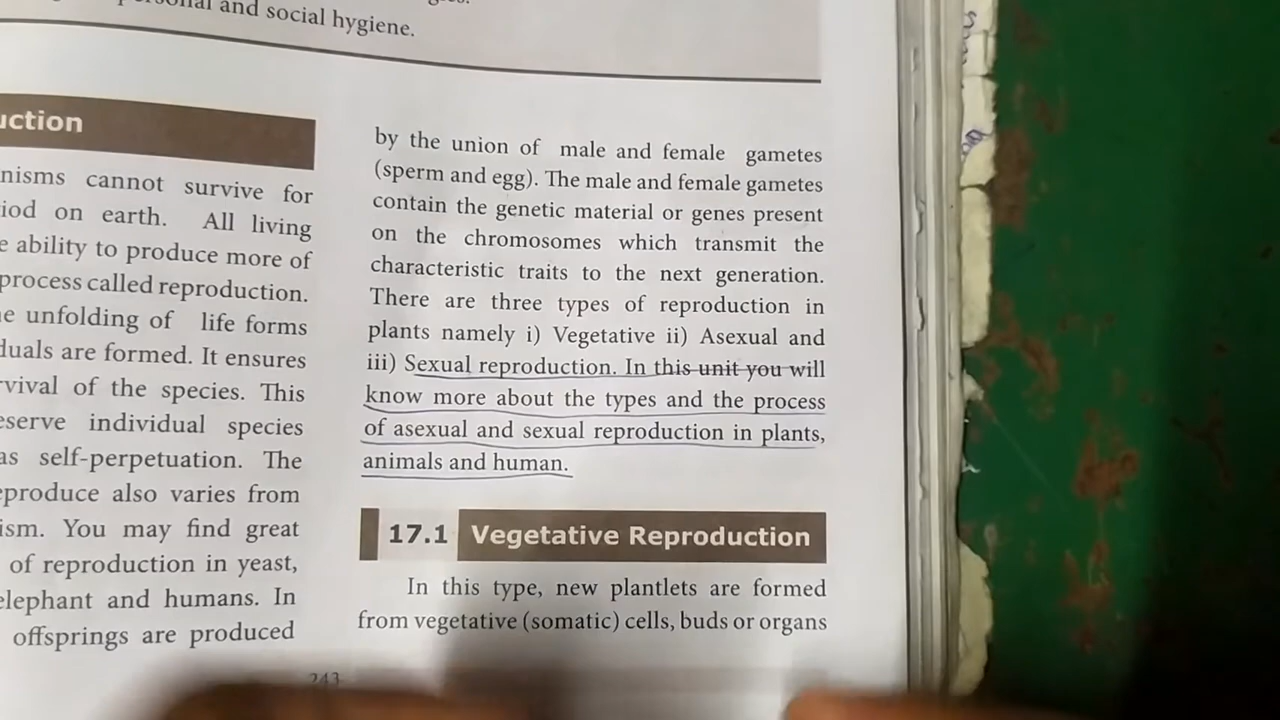 and social hygiene.
uction
nisms cannot survive for
iod on earth. All living
e ability to produce more of
process called reproduction.
e unfolding of life forms
duals are formed. It ensures
rvival of the species. This
eserve individual species
as self-perpetuation. The
eproduce also varies from
ism. You may find great
of reproduction in yeast,
elephant and humans. In
offsprings are produced
by the union of male and female gametes
(sperm and egg). The male and female gametes
contain the genetic material or genes present
on the chromosomes which transmit the
characteristic traits to the next generation.
There are three types of reproduction in
plants namely i) Vegetative ii) Asexual and
iii) Sexual reproduction. In this unit you will
know more about the types and the process
of asexual and sexual reproduction in plants,
animals and human.
17.1 Vegetative Reproduction
In this type, new plantlets are formed
from vegetative (somatic) cells, buds or organs
243